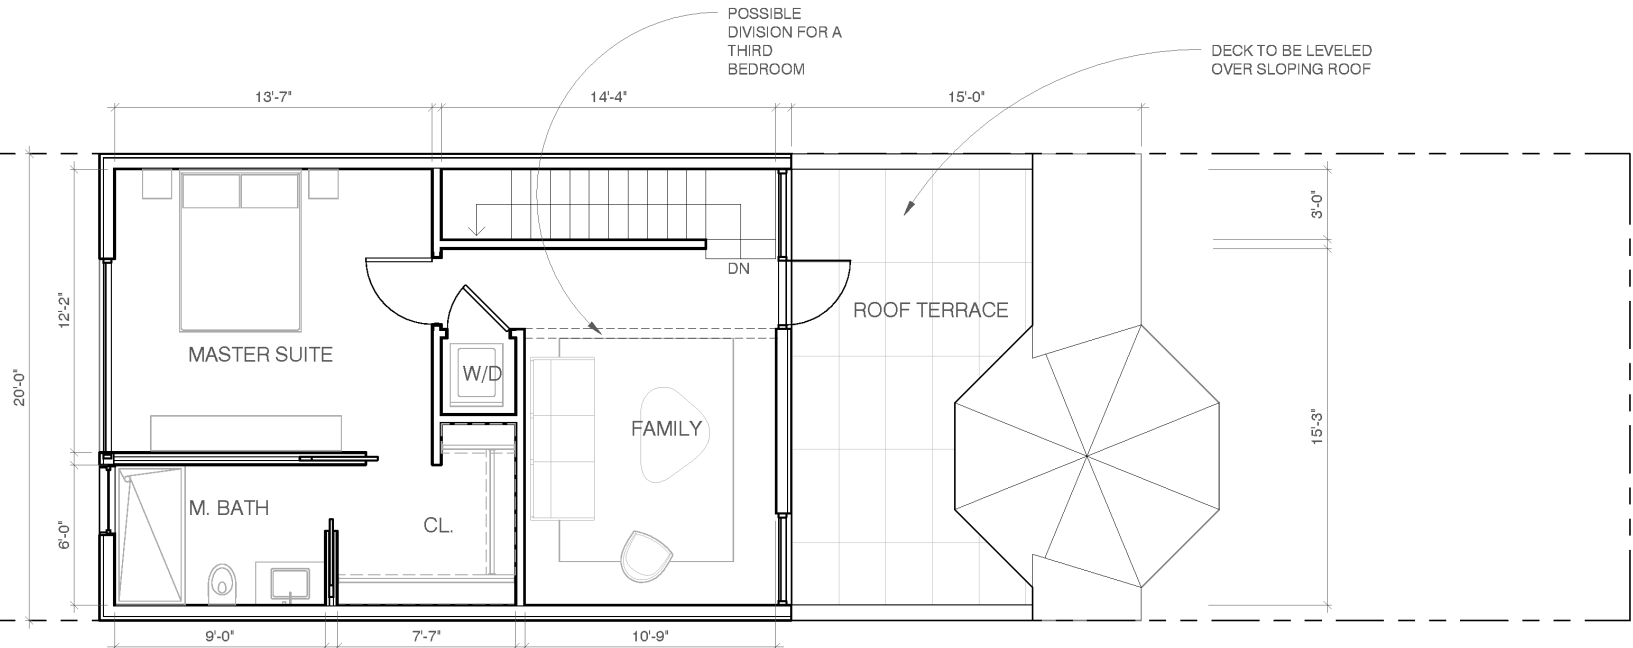 POSSIBLE
DIVISION FOR A
THIRD
BEDROOM
DECK TO BE LEVELED
OVER SLOPING ROOF
13'-7"
14'-4"
15'-0"
3'-0"
DN
12'-2"
ROOF TERRACE
MASTER SUITE
W/D
20'-0"
FAMILY
15'-3"
M. BATH
CL.
6'-0"
9'-0"
7'-7"
10'-9"